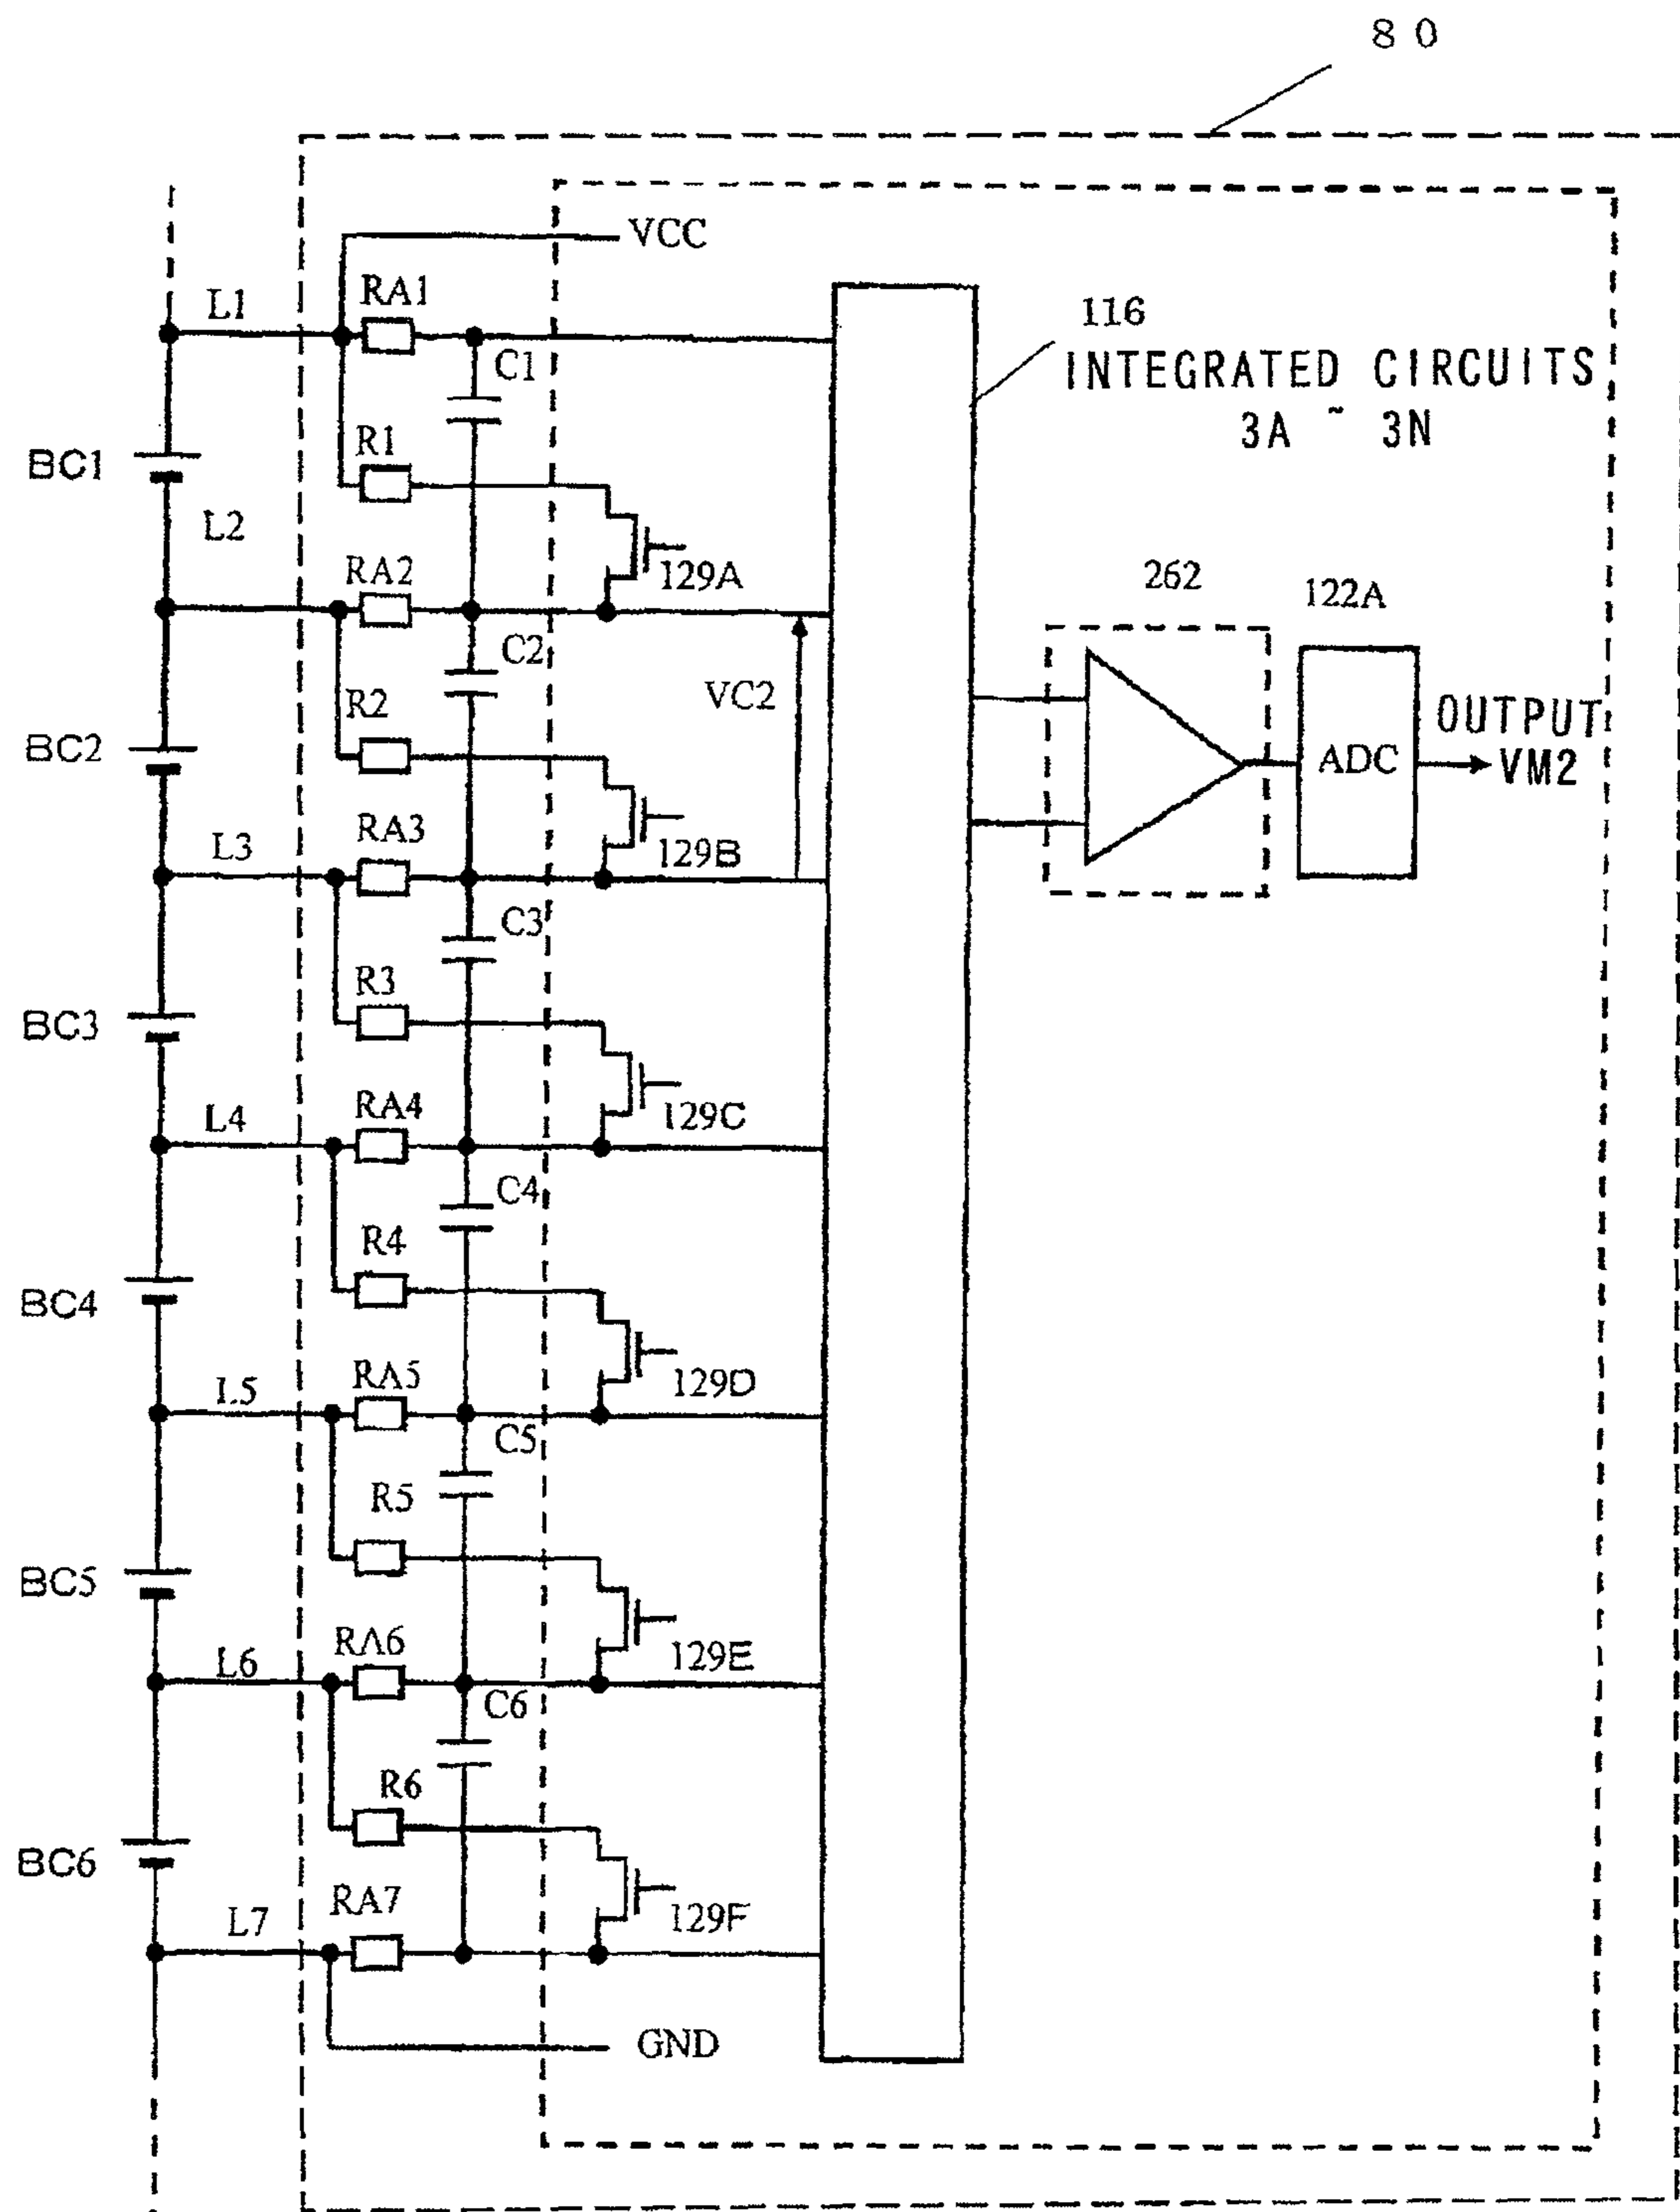 80
VCC
RA1
L1
116
INTEGRATED CIRCUITS
3A ~ 3N
C1
R1
BC1
L2
RA2
129A
262
122A
C2
VC2
R2
BC2
ADC
OUTPUT
VM2
RA3
L3
129B
C3
R3
BC3
RA4
L4
129C
C4
R4
BC4
RA5
L5
129D
C5
R5
BC5
RA6
L6
129E
C6
R6
BC6
RA7
L7
129F
GND